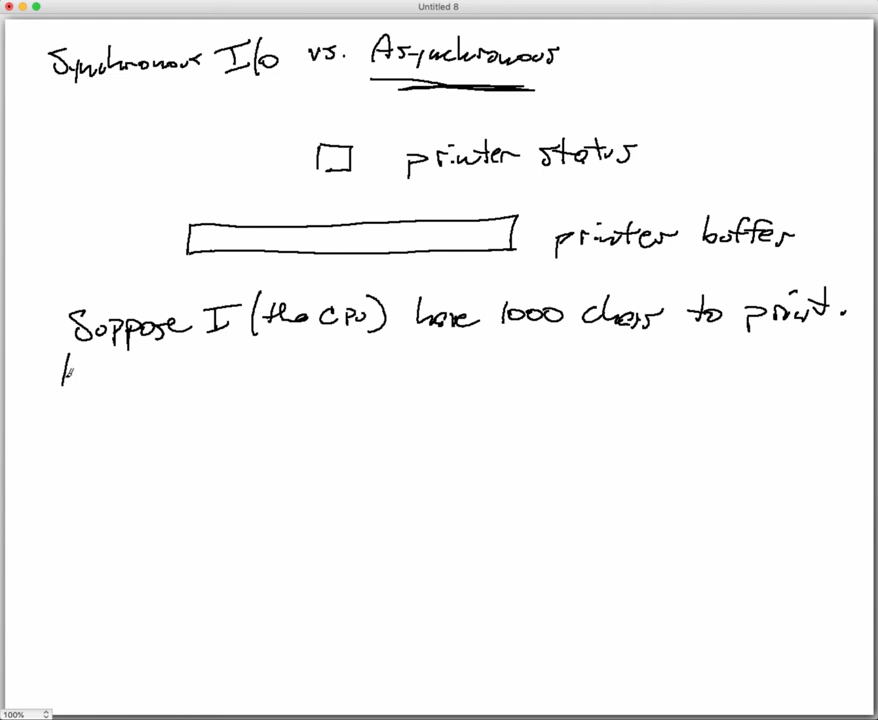 Untitled 8
Synchronous I/O vs. Asynchronous
printer status
printer buffer
Suppose I (the CPU) have 1000 chars to print.
100%